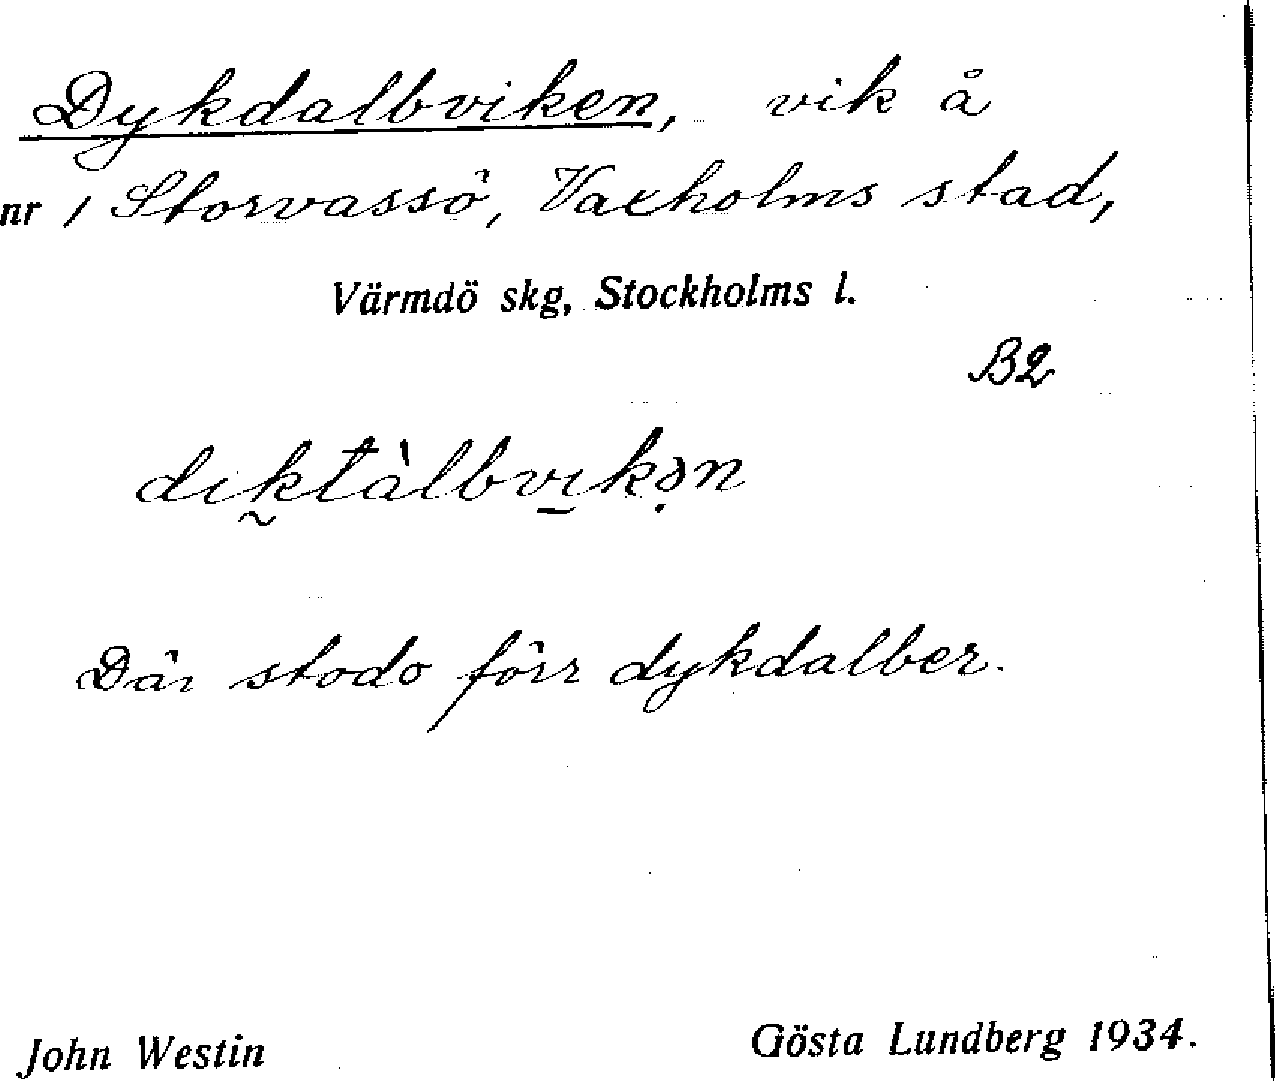 Dykdalbviken, vik å
nr 1 Storvassö, Vaxholms stad,
Värmdö skg, Stockholms l.
B2
diktàlbvikən
Där stodo förr dykdalber.
John Westin Gösta Lundberg 1934.